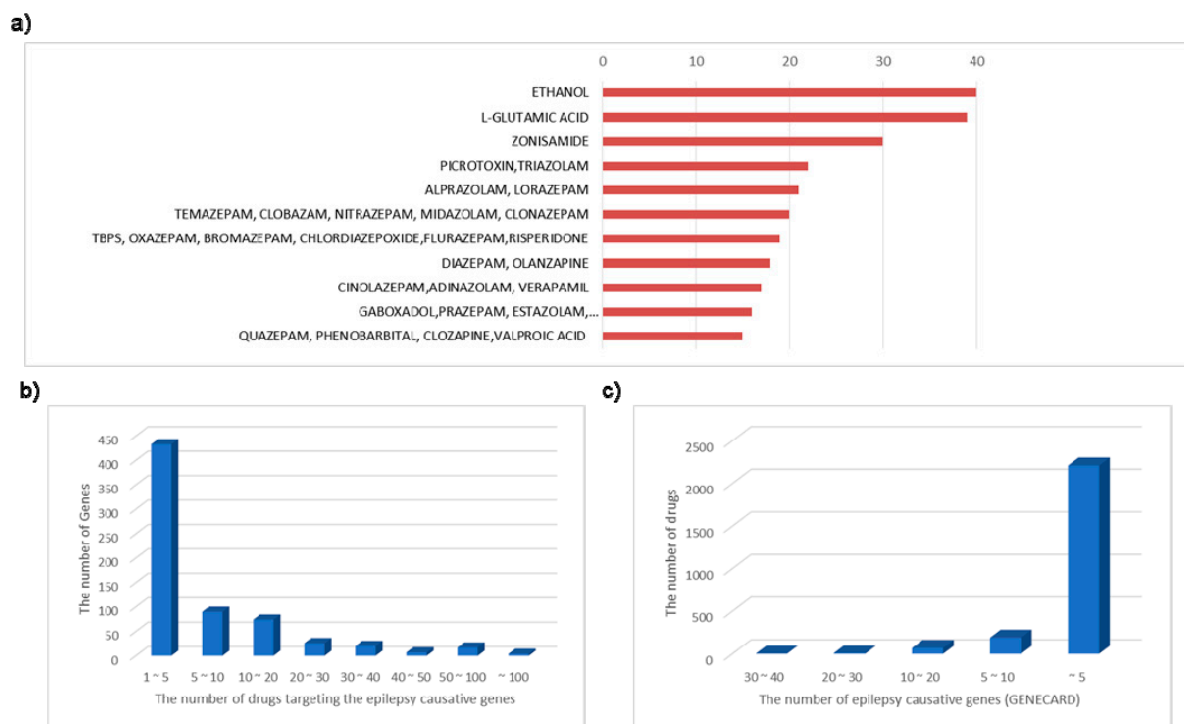 a)
0 10 20 30 40
ETHANOL
L-GLUTAMIC ACID
ZONISAMIDE
PICROTOXIN,TRIAZOLAM
ALPRAZOLAM, LORAZEPAM
TEMAZEPAM, CLOBAZAM, NITRAZEPAM, MIDAZOLAM, CLONAZEPAM
TBPS, OXAZEPAM, BROMAZEPAM, CHLORDIAZEPOXIDE,FLURAZEPAM,RISPERIDONE
DIAZEPAM, OLANZAPINE
CINOLAZEPAM,ADINAZOLAM, VERAPAMIL
GABOXADOL,PRAZEPAM, ESTAZOLAM,...
QUAZEPAM, PHENOBARBITAL, CLOZAPINE,VALPROIC ACID
b)
The number of Genes
450
400
350
300
250
200
150
100
50
0
1 ~ 5 5 ~ 10 10 ~ 20 20 ~ 30 30 ~ 40 40 ~ 50 50 ~ 100 ~ 100
The number of drugs targeting the epilepsy causative genes
c)
The number of drugs
2500
2000
1500
1000
500
0
30 ~ 40 20 ~ 30 10 ~ 20 5 ~ 10 ~ 5
The number of epilepsy causative genes (GENECARD)